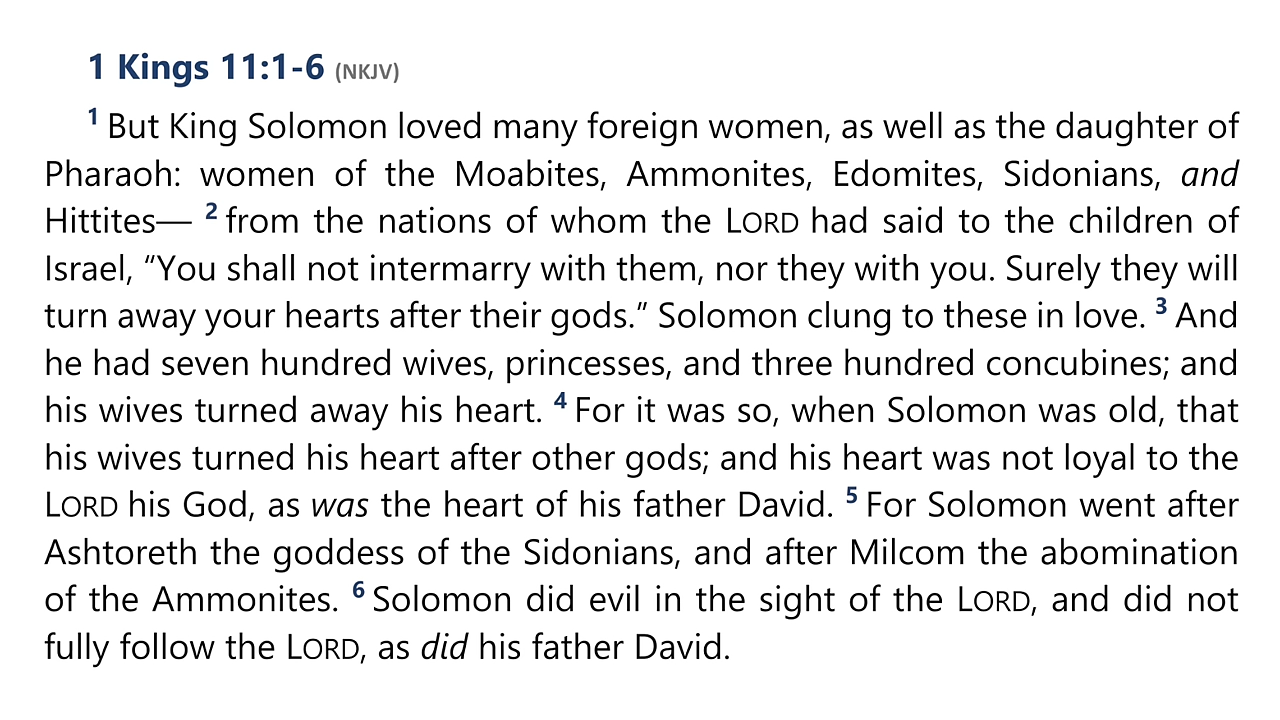 1 Kings 11:1-6 (NKJV)
1 But King Solomon loved many foreign women, as well as the daughter of
Pharaoh: women of the Moabites, Ammonites, Edomites, Sidonians, and
Hittites— 2 from the nations of whom the LORD had said to the children of
Israel, “You shall not intermarry with them, nor they with you. Surely they will
turn away your hearts after their gods.” Solomon clung to these in love. 3 And
he had seven hundred wives, princesses, and three hundred concubines; and
his wives turned away his heart. 4 For it was so, when Solomon was old, that
his wives turned his heart after other gods; and his heart was not loyal to the
LORD his God, as was the heart of his father David. 5 For Solomon went after
Ashtoreth the goddess of the Sidonians, and after Milcom the abomination
of the Ammonites. 6 Solomon did evil in the sight of the LORD, and did not
fully follow the LORD, as did his father David.